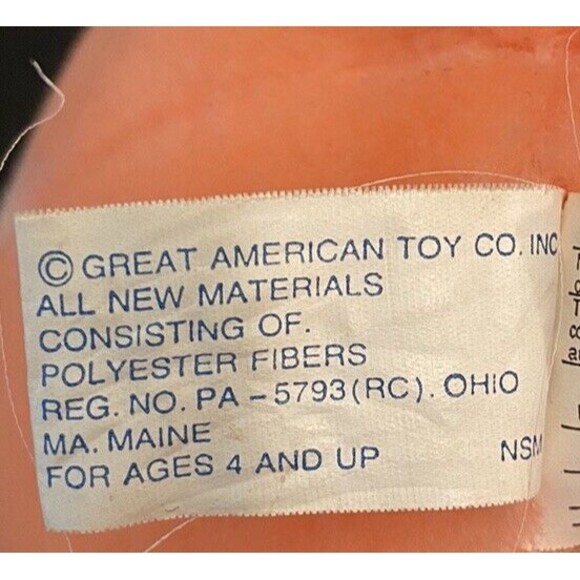 © GREAT AMERICAN TOY CO. INC
ALL NEW MATERIALS
CONSISTING OF.
POLYESTER FIBERS
REG. NO. PA - 5793 (RC). OHIO
MA. MAINE
FOR AGES 4 AND UP NSM